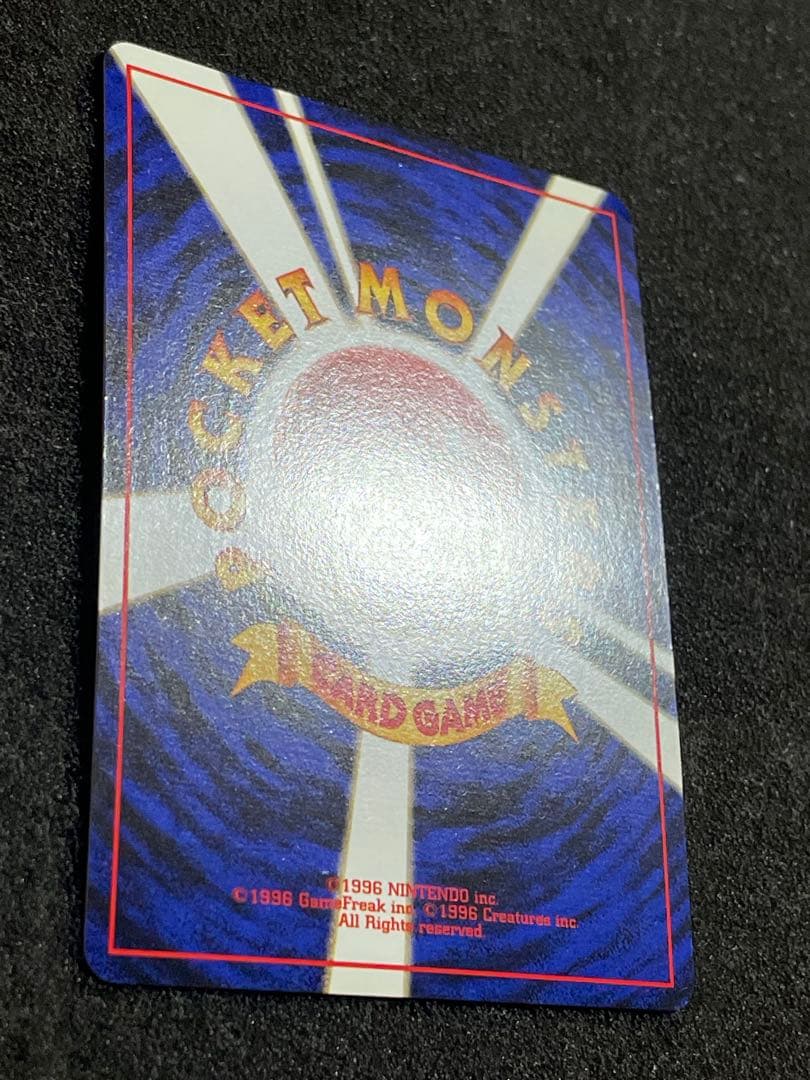 POCKET MONSTERS
CARD GAME
©1996 NINTENDO inc.
©1996 GameFreak inc. ©1996 Creatures inc.
All Rights reserved.